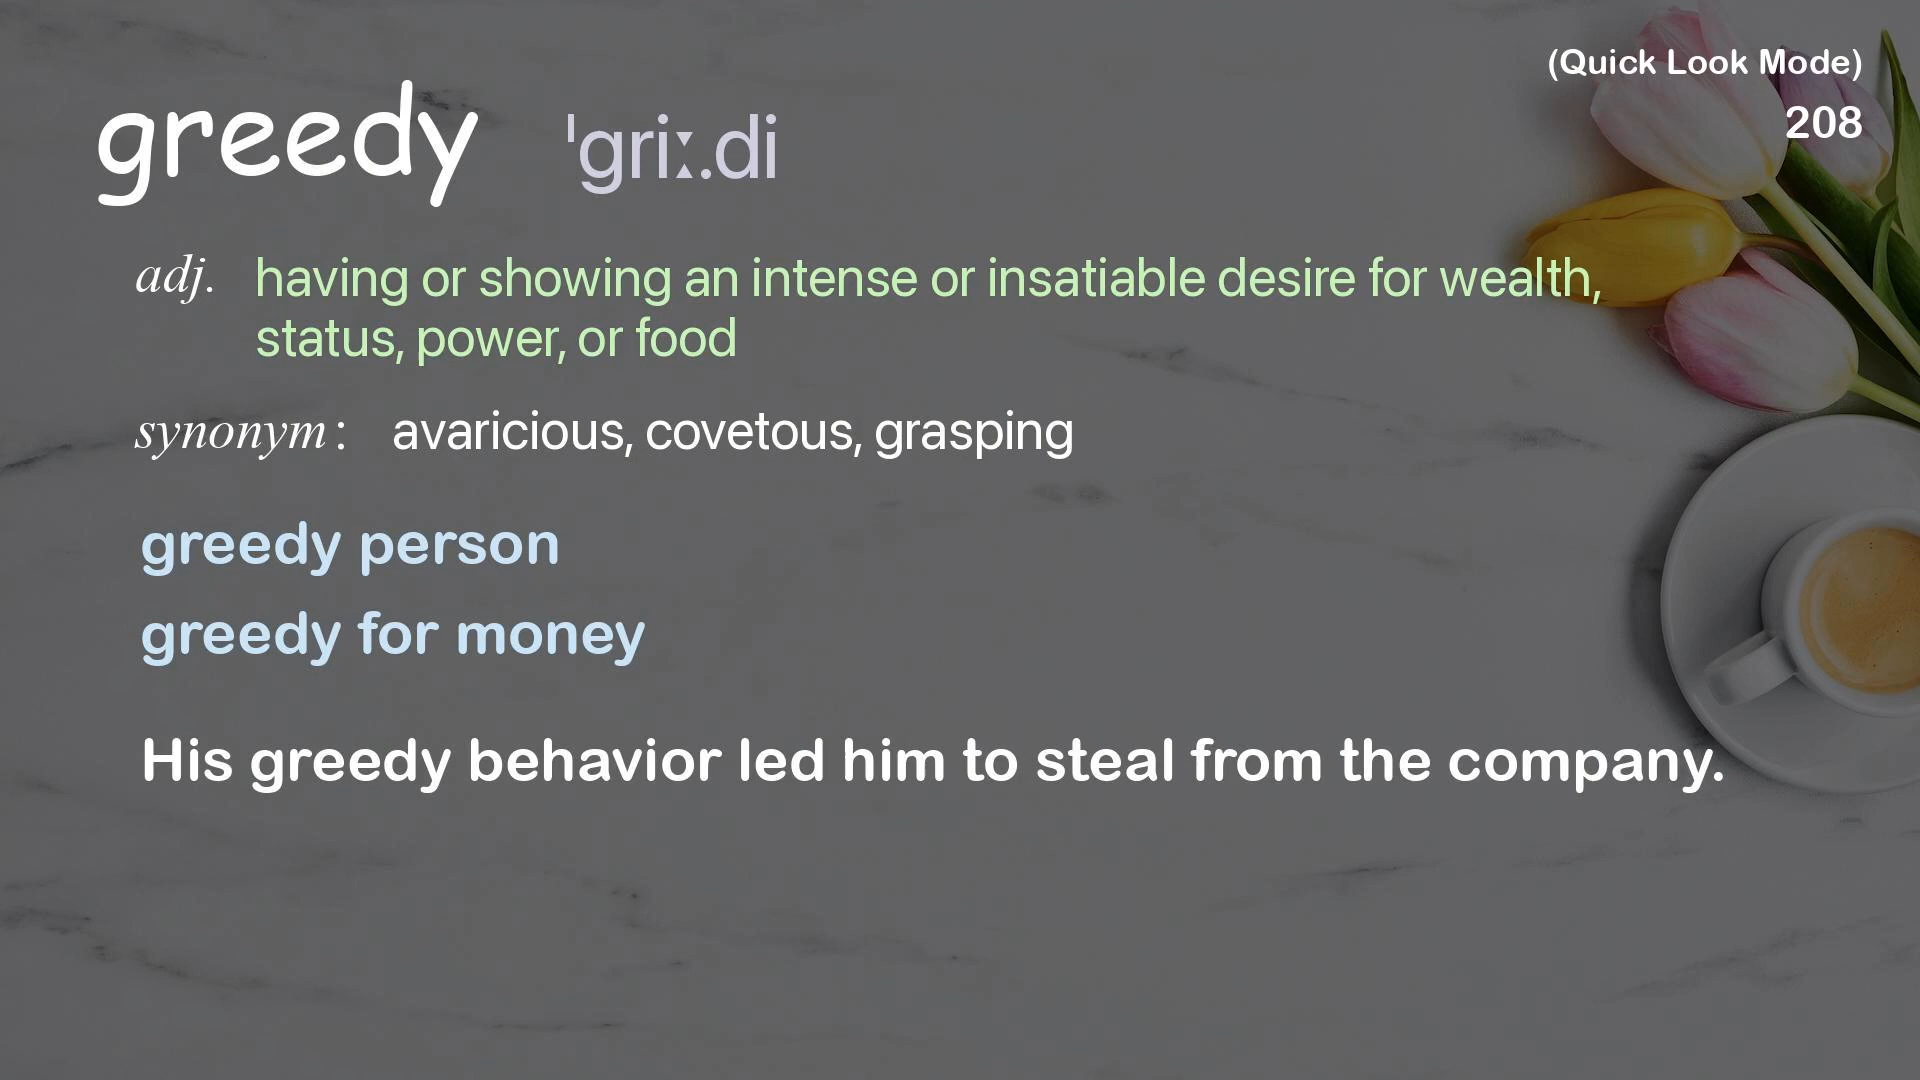 (Quick Look Mode)
208
greedy ˈgriː.di
adj. having or showing an intense or insatiable desire for wealth,
status, power, or food
synonym: avaricious, covetous, grasping
greedy person
greedy for money
His greedy behavior led him to steal from the company.